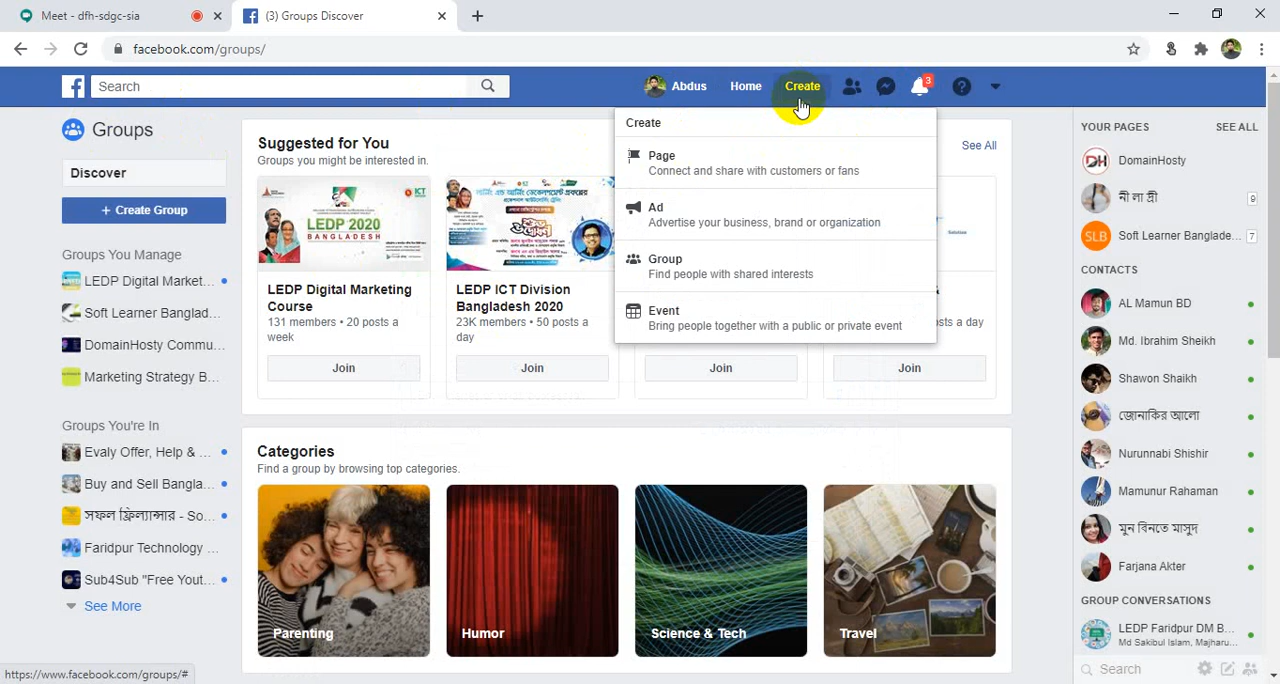 Meet - dfh-sdgc-sia
(3) Groups Discover
facebook.com/groups/
Search
Abdus
Home
Create
3
Groups
Discover
+ Create Group
Groups You Manage
LEDP Digital Market...
Soft Learner Banglad...
DomainHosty Commu...
Marketing Strategy B...
Groups You're In
Evaly Offer, Help & ...
Buy and Sell Bangla...
সফল ফ্রিল্যান্সার - So...
Faridpur Technology ...
Sub4Sub "Free Yout...
See More
Suggested for You
Groups you might be interested in.
See All
LEDP 2020
BANGLADESH
ICT
LEDP Digital Marketing
Course
131 members • 20 posts a
week
Join
LEDP ICT Division
Bangladesh 2020
23K members • 50 posts a
day
Join
Join
&
sts a day
Join
Create
Page
Connect and share with customers or fans
Ad
Advertise your business, brand or organization
Group
Find people with shared interests
Event
Bring people together with a public or private event
Categories
Find a group by browsing top categories.
Parenting
Humor
Science & Tech
Travel
YOUR PAGES
SEE ALL
DH
DomainHosty
নী লা দ্রী
9
SLB
Soft Learner Banglade...
7
CONTACTS
AL Mamun BD
Md. Ibrahim Sheikh
Shawon Shaikh
জোনাকির আলো
Nurunnabi Shishir
Mamunur Rahaman
মুন বিনতে মাসুদ
Farjana Akter
GROUP CONVERSATIONS
LEDP Faridpur DM B...
Md Sakibul Islam, Majharu...
Search
https://www.facebook.com/groups/#